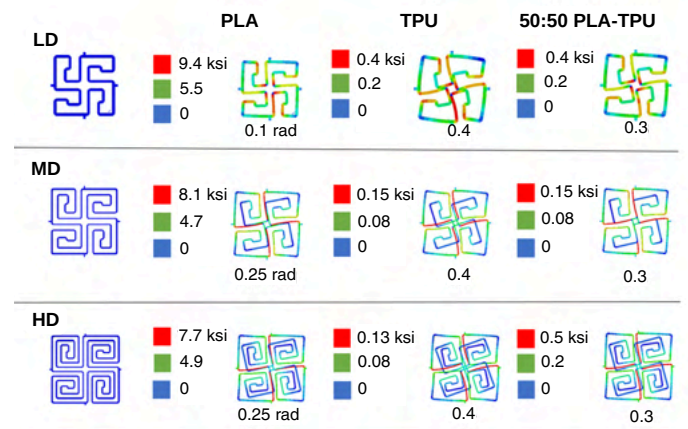 PLA TPU 50:50 PLA-TPU
LD
9.4 ksi 0.4 ksi 0.4 ksi
5.5 0.2 0.2
0 0 0
0.1 rad 0.4 0.3
MD
8.1 ksi 0.15 ksi 0.15 ksi
4.7 0.08 0.08
0 0 0
0.25 rad 0.4 0.3
HD
7.7 ksi 0.13 ksi 0.5 ksi
4.9 0.08 0.2
0 0 0
0.25 rad 0.4 0.3